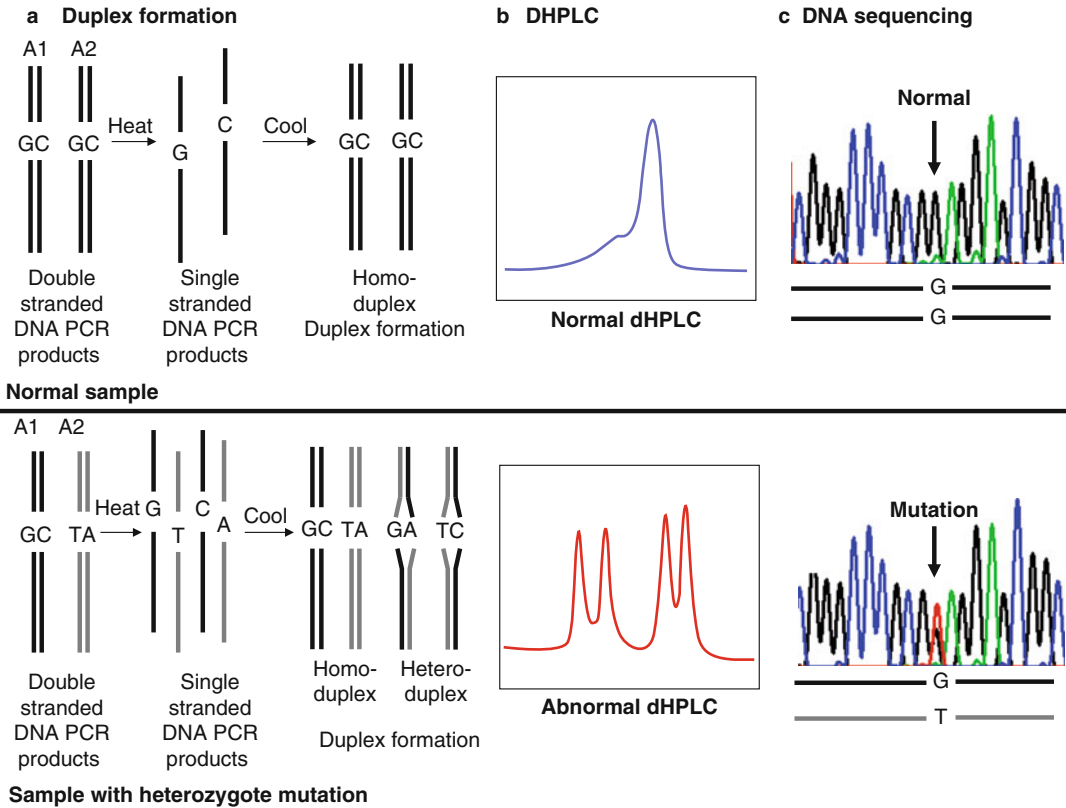 a Duplex formation
b DHPLC
c DNA sequencing
A1 A2
GC GC
Heat
G
C
Cool
GC GC
Double
stranded
DNA PCR
products
Single
stranded
DNA PCR
products
Homo-
duplex
Duplex formation
Normal dHPLC
Normal
G
G
Normal sample
A1 A2
GC TA
Heat
G
T
C
A
Cool
GC TA GA TC
Double
stranded
DNA PCR
products
Single
stranded
DNA PCR
products
Homo-
duplex
Hetero-
duplex
Duplex formation
Abnormal dHPLC
Mutation
G
T
Sample with heterozygote mutation